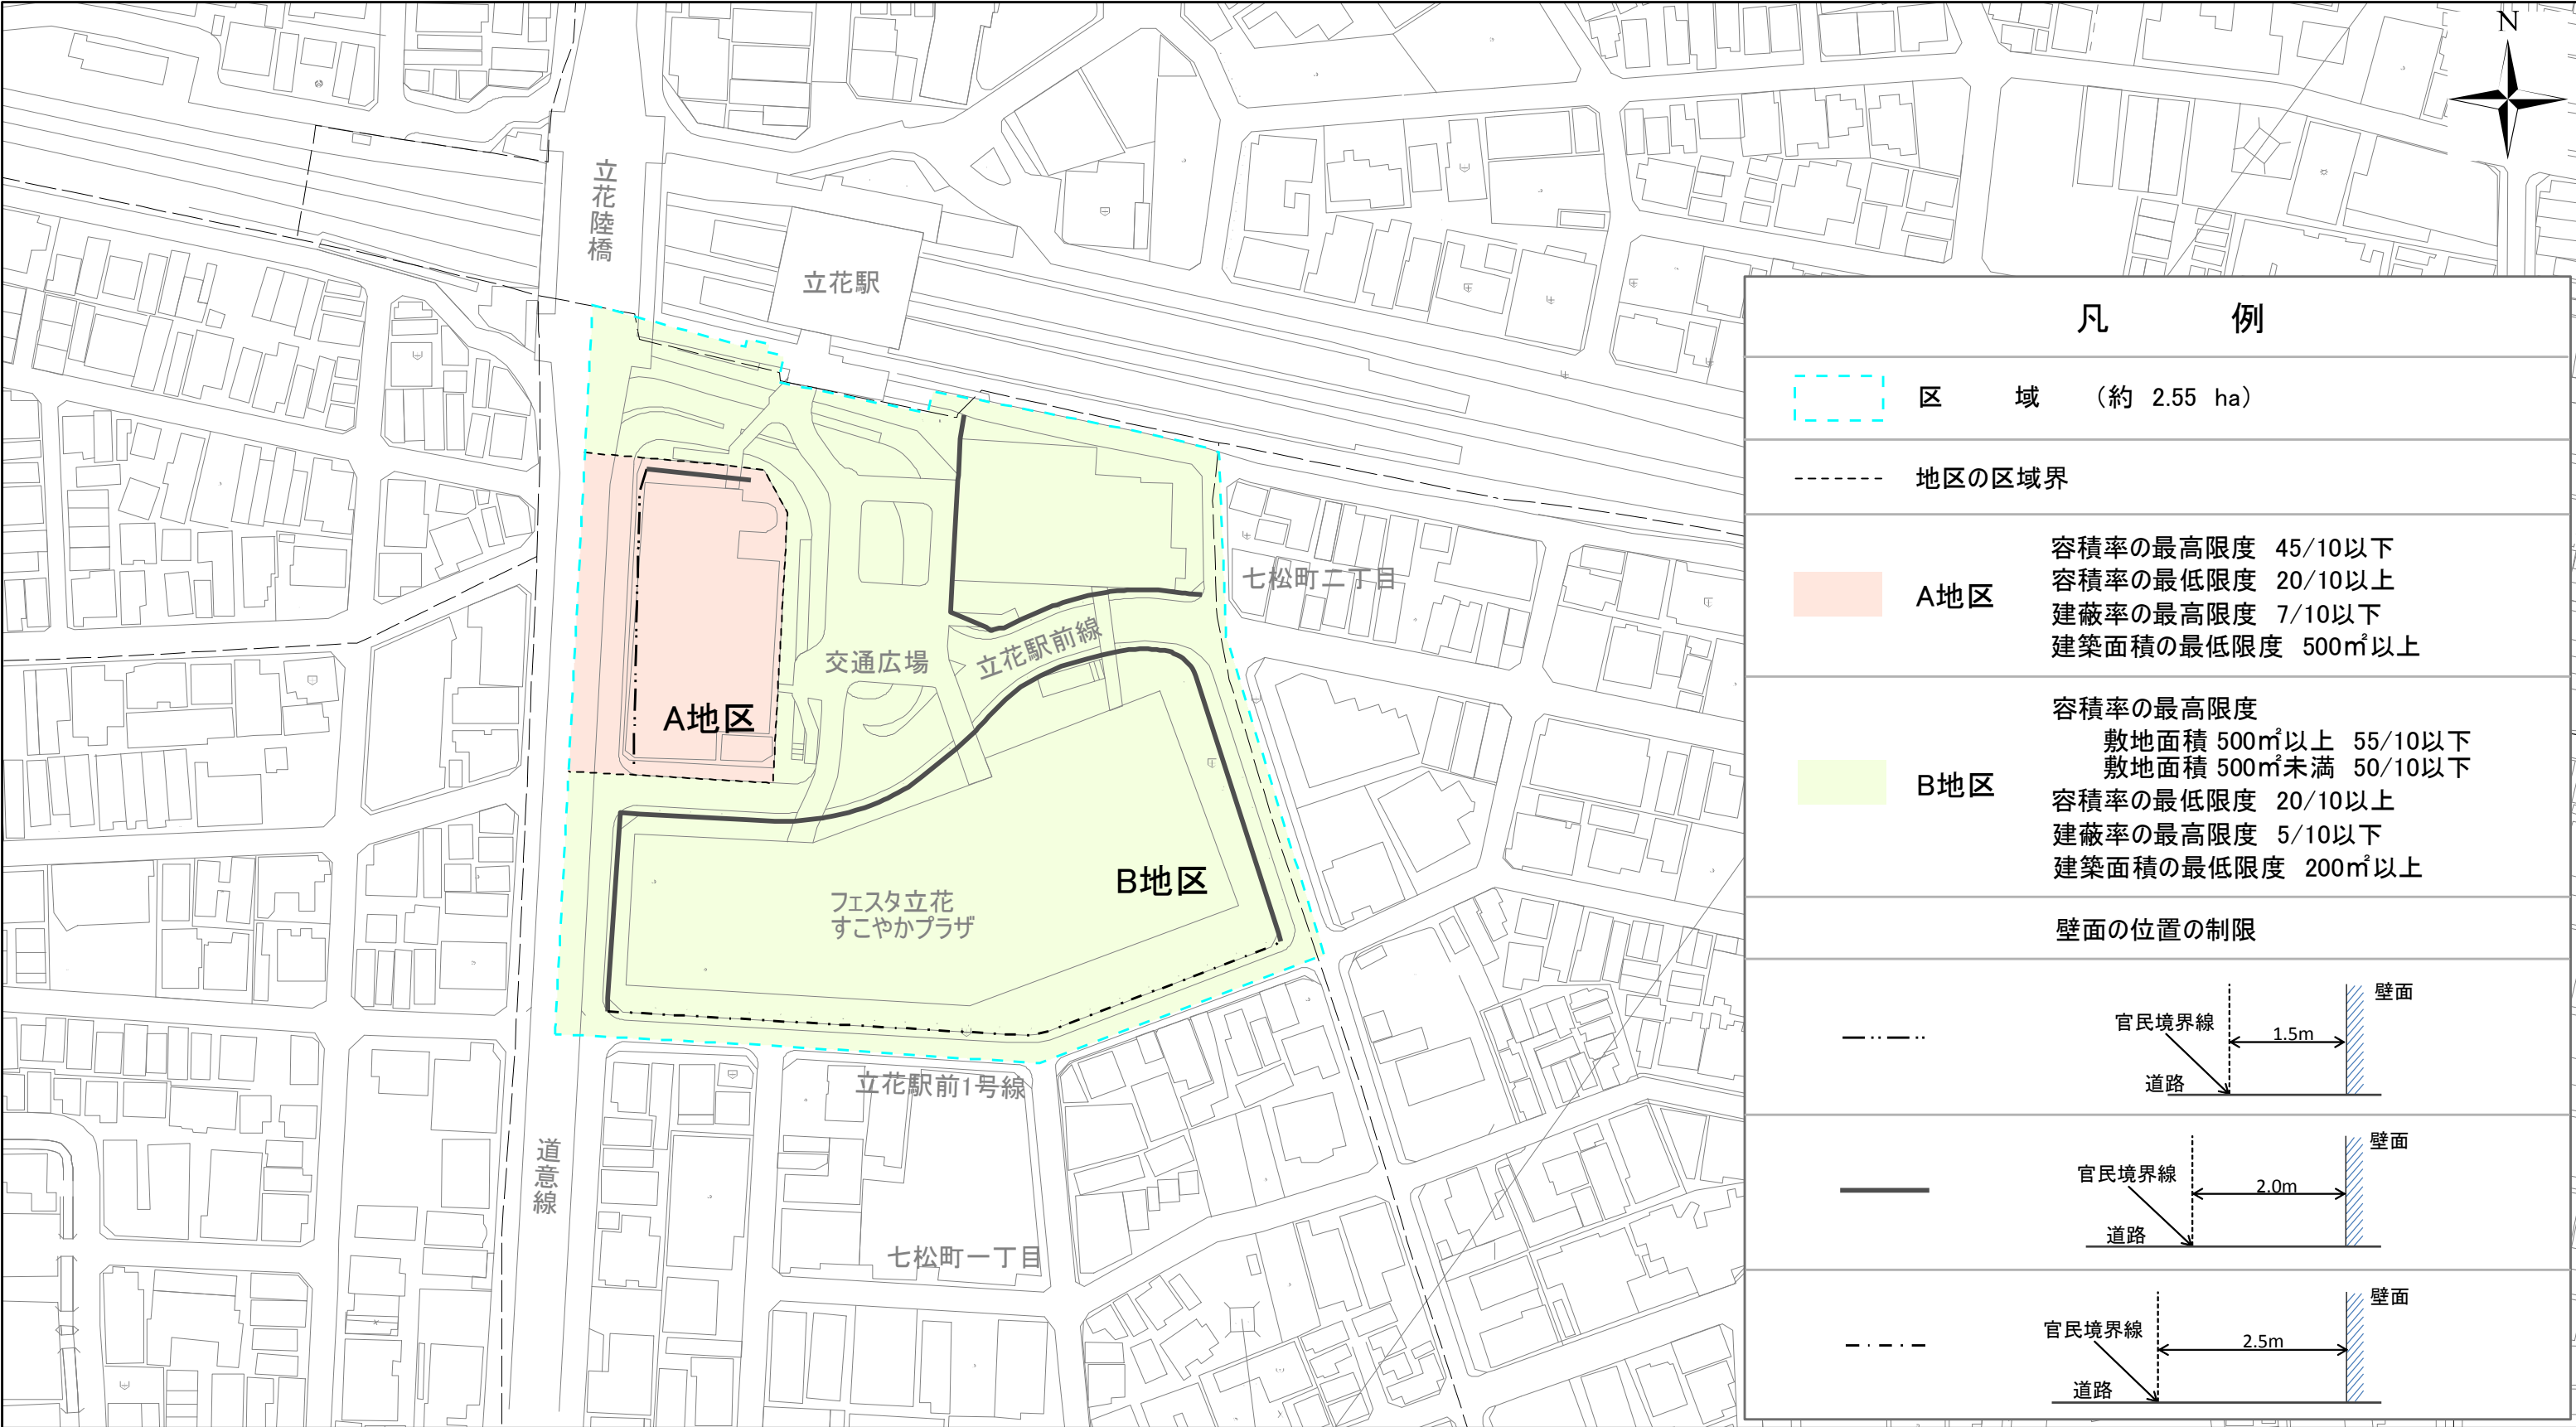 N
立花陸橋
立花駅
七松町二丁目
立花駅前線
交通広場
A地区
B地区
フェスタ立花
すこやかプラザ
立花駅前1号線
道意線
七松町一丁目
凡 例
区 域 (約 2.55 ha)
地区の区域界
A地区
容積率の最高限度 45/10以下
容積率の最低限度 20/10以上
建蔽率の最高限度 7/10以下
建築面積の最低限度 500㎡以上
B地区
容積率の最高限度
敷地面積 500㎡以上 55/10以下
敷地面積 500㎡未満 50/10以下
容積率の最低限度 20/10以上
建蔽率の最高限度 5/10以下
建築面積の最低限度 200㎡以上
壁面の位置の制限
壁面
官民境界線
1.5m
道路
壁面
官民境界線
2.0m
道路
壁面
官民境界線
2.5m
道路